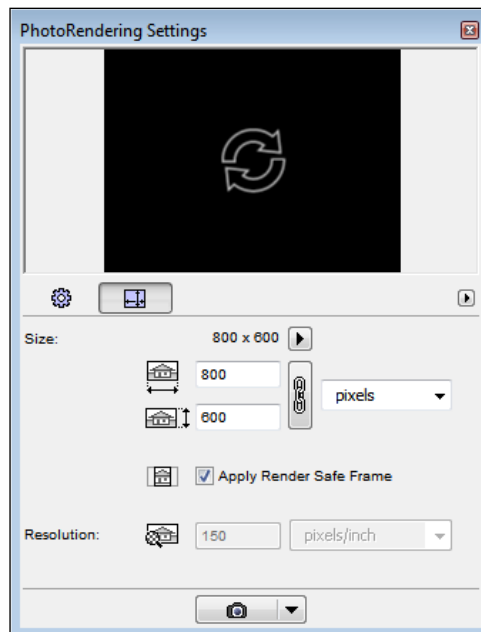 PhotoRendering Settings
Size: 800 x 600
800
pixels
600
Apply Render Safe Frame
Resolution: 150 pixels/inch